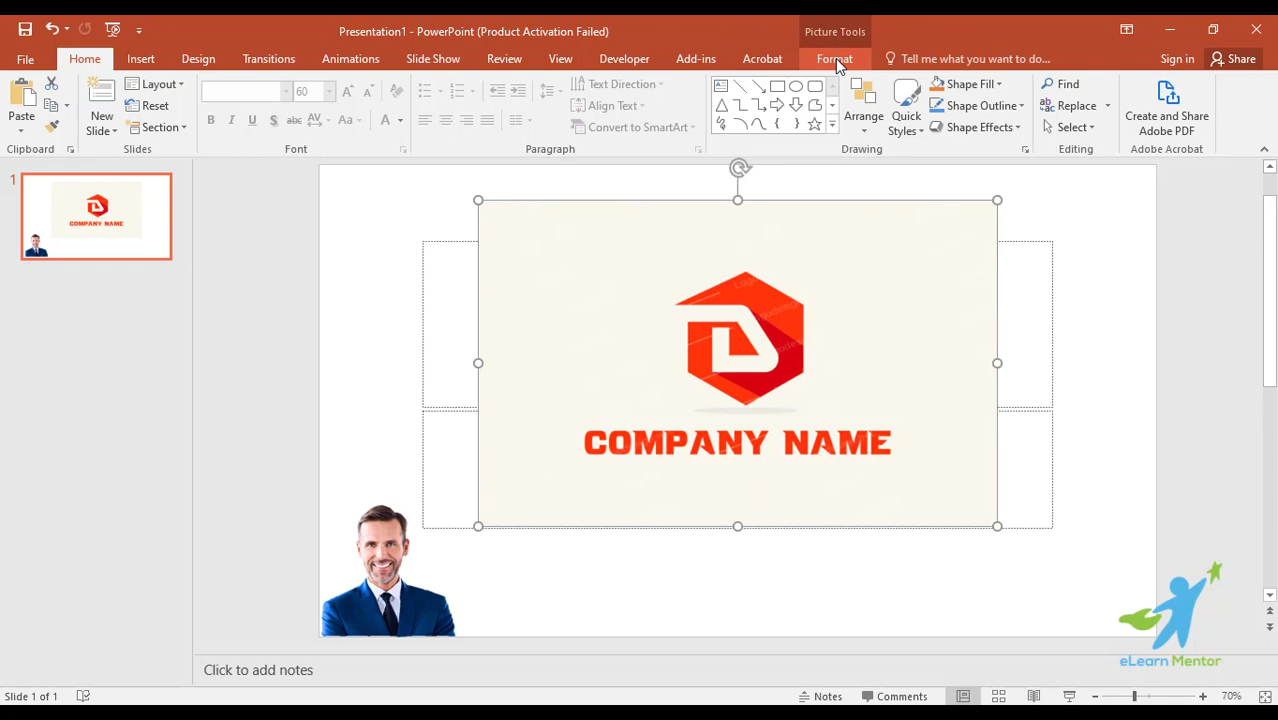 Presentation1 - PowerPoint (Product Activation Failed)
Picture Tools
File Home Insert Design Transitions Animations Slide Show Review View Developer Add-ins Acrobat Format Tell me what you want to do... Sign in Share
Paste
New
Slide
Layout
Reset
Section
60
B I U S abc AV Aa A
Text Direction
Align Text
Convert to SmartArt
Arrange
Quick
Styles
Shape Fill
Shape Outline
Shape Effects
Find
Replace
Select
Create and Share
Adobe PDF
Clipboard Slides Font Paragraph Drawing Editing Adobe Acrobat
1
COMPANY NAME
COMPANY NAME
eLearn Mentor
Click to add notes
Slide 1 of 1 Notes Comments 70%